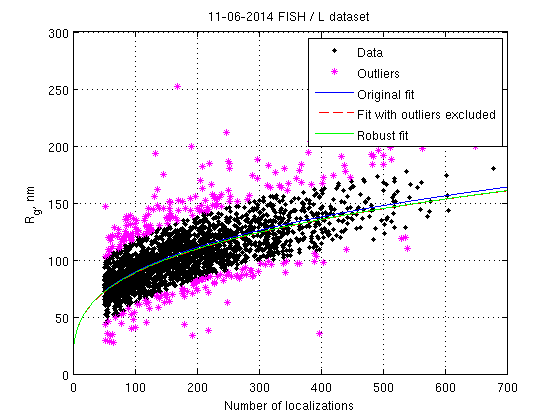 11-06-2014 FISH / L dataset
300
250
200
150
100
50
0
Rg, nm
Data
Outliers
Original fit
Fit with outliers excluded
Robust fit
0 100 200 300 400 500 600 700
Number of localizations